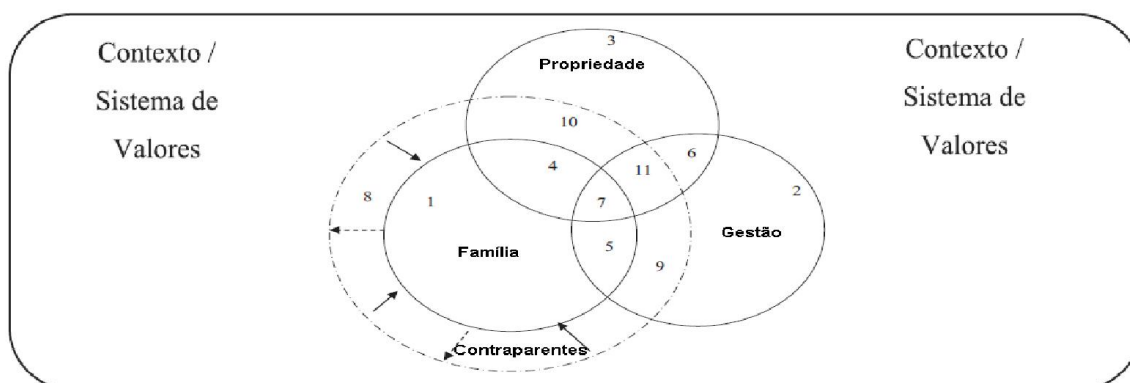 Contexto /
Sistema de
Valores
3
Propriedade
10
4
11
6
7
8
1
Família
5
9
2
Gestão
Contraparentes
Contexto /
Sistema de
Valores